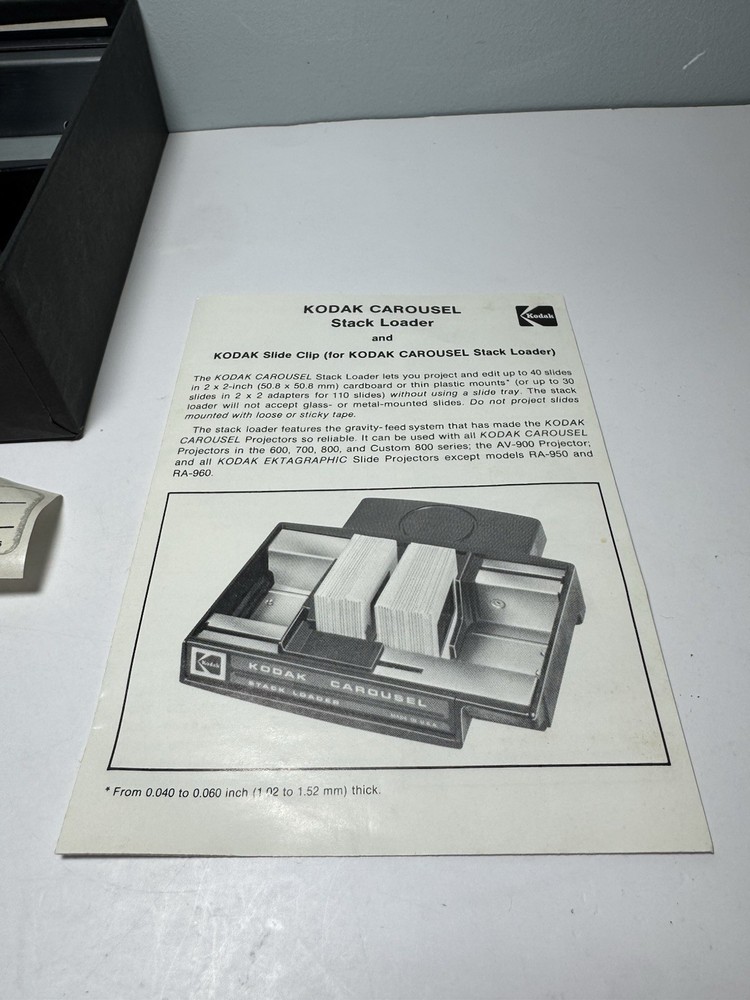 KODAK CAROUSEL
Stack Loader
and
KODAK Slide Clip (for KODAK CAROUSEL Stack Loader)
Kodak
The KODAK CAROUSEL Stack Loader lets you project and edit up to 40 slides
in 2 x 2-inch (50.8 x 50.8 mm) cardboard or thin plastic mounts* (or up to 30
slides in 2 x 2 adapters for 110 slides) without using a slide tray. The stack
loader will not accept glass- or metal-mounted slides. Do not project slides
mounted with loose or sticky tape.
The stack loader features the gravity-feed system that has made the KODAK
CAROUSEL Projectors so reliable. It can be used with all KODAK CAROUSEL
Projectors in the 600, 700, 800, and Custom 800 series; the AV-900 Projector;
and all KODAK EKTAGRAPHIC Slide Projectors except models RA-950 and
RA-960.
Kodak
KODAK CAROUSEL
STACK LOADER
MADE IN U.S.A.
* From 0.040 to 0.060 inch (1.02 to 1.52 mm) thick.